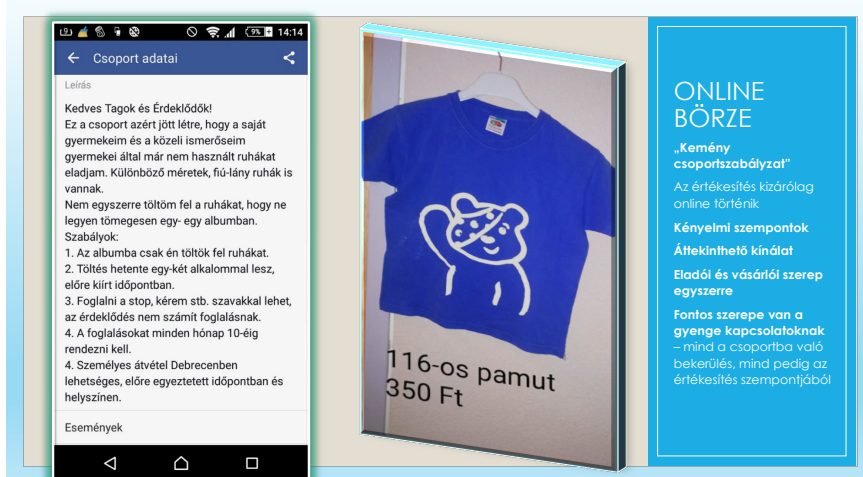 9%
14:14
Csoport adatai
Leírás
Kedves Tagok és Érdeklődők!
Ez a csoport azért jött létre, hogy a saját
gyermekeim és a közeli ismerőseim
gyermekei által már nem használt ruhákat
eladjam. Különböző méretek, fiú-lány ruhák is
vannak.
Nem egyszerre töltöm fel a ruhákat, hogy ne
legyen tömegesen egy- egy albumban.
Szabályok:
1. Az albumba csak én töltök fel ruhákat.
2. Töltés hetente egy-két alkalommal lesz,
előre kiírt időpontban.
3. Foglalni a stop, kérem stb. szavakkal lehet,
az érdeklődés nem számít foglalásnak.
4. A foglalásokat minden hónap 10-éig
rendezni kell.
4. Személyes átvétel Debrecenben
lehetséges, előre egyeztetett időpontban és
helyszínen.
Események
116-os pamut
350 Ft
ONLINE
BÖRZE
„Kemény
csoportszabályzat”
Az értékesítés kizárólag
online történik
Kényelmi szempontok
Áttekinthető kínálat
Eladói és vásárlói szerep
egyszerre
Fontos szerepe van a
gyenge kapcsolatoknak
– mind a csoportba való
bekerülés, mind pedig az
értékesítés szempontjából